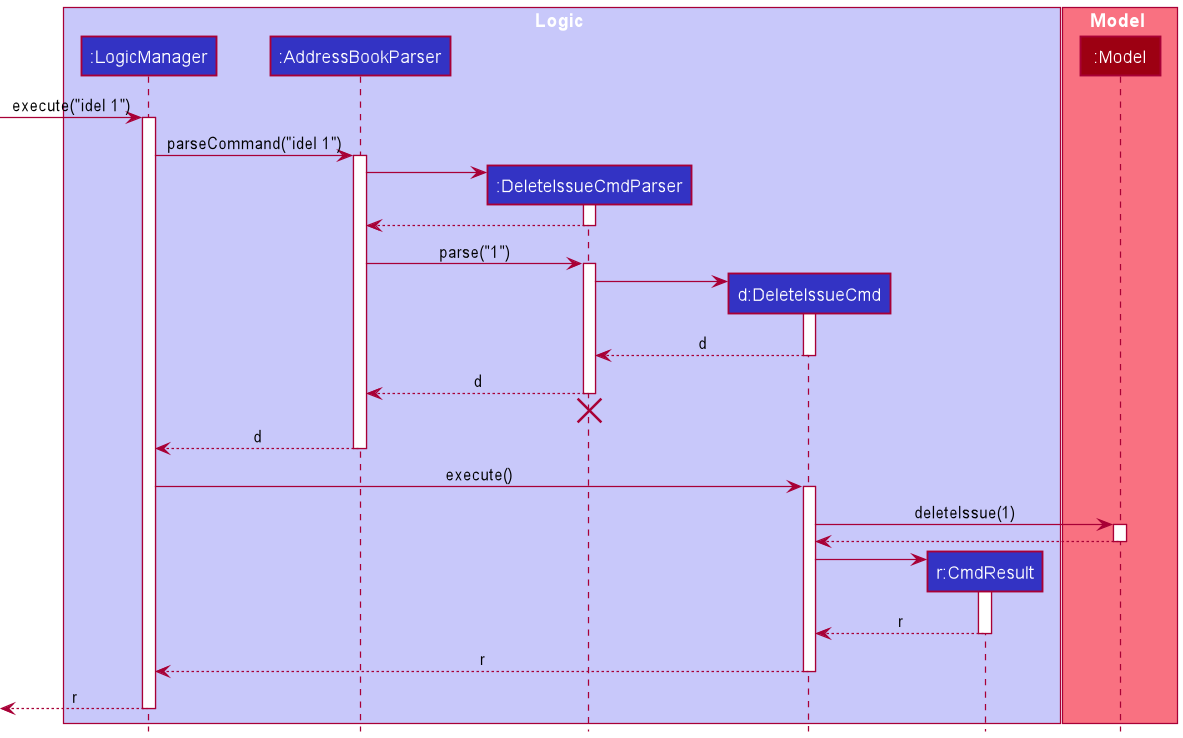 Logic
Model
:LogicManager
:AddressBookParser
:Model
execute("idel 1")
parseCommand("idel 1")
:DeleteIssueCmdParser
parse("1")
d:DeleteIssueCmd
d
d
d
execute()
deleteIssue(1)
r:CmdResult
r
r
r